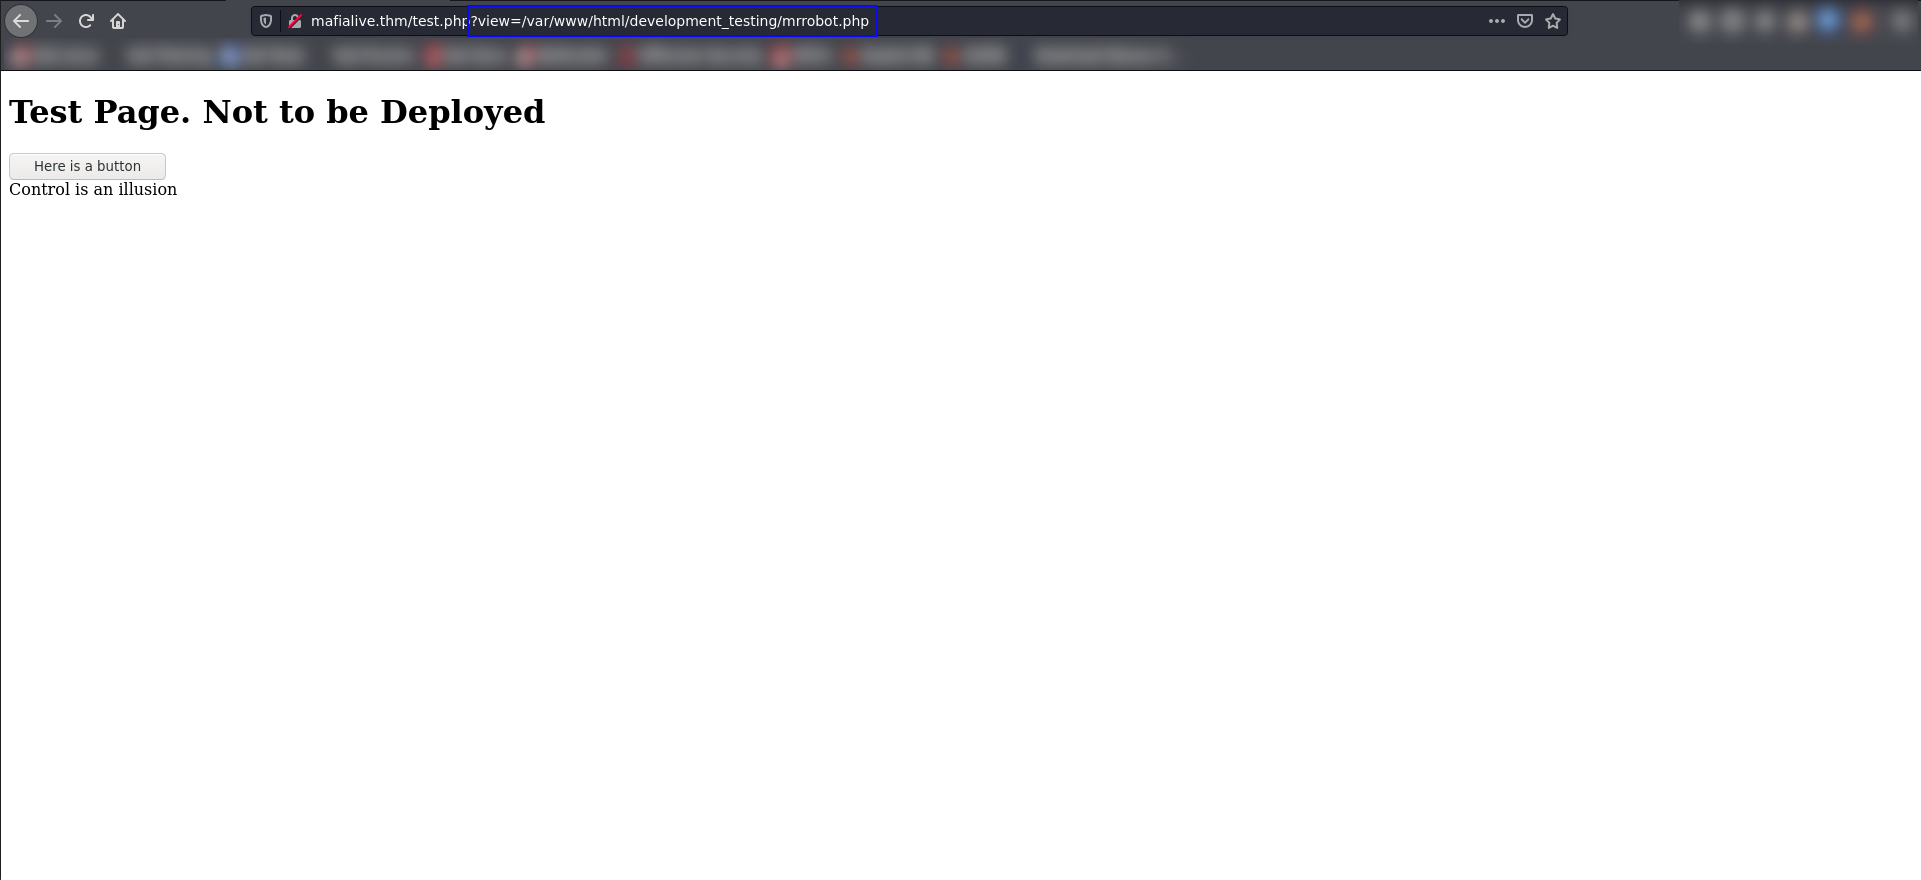 mafialive.thm/test.php?view=/var/www/html/development_testing/mrrobot.php
Test Page. Not to be Deployed
Here is a button
Control is an illusion